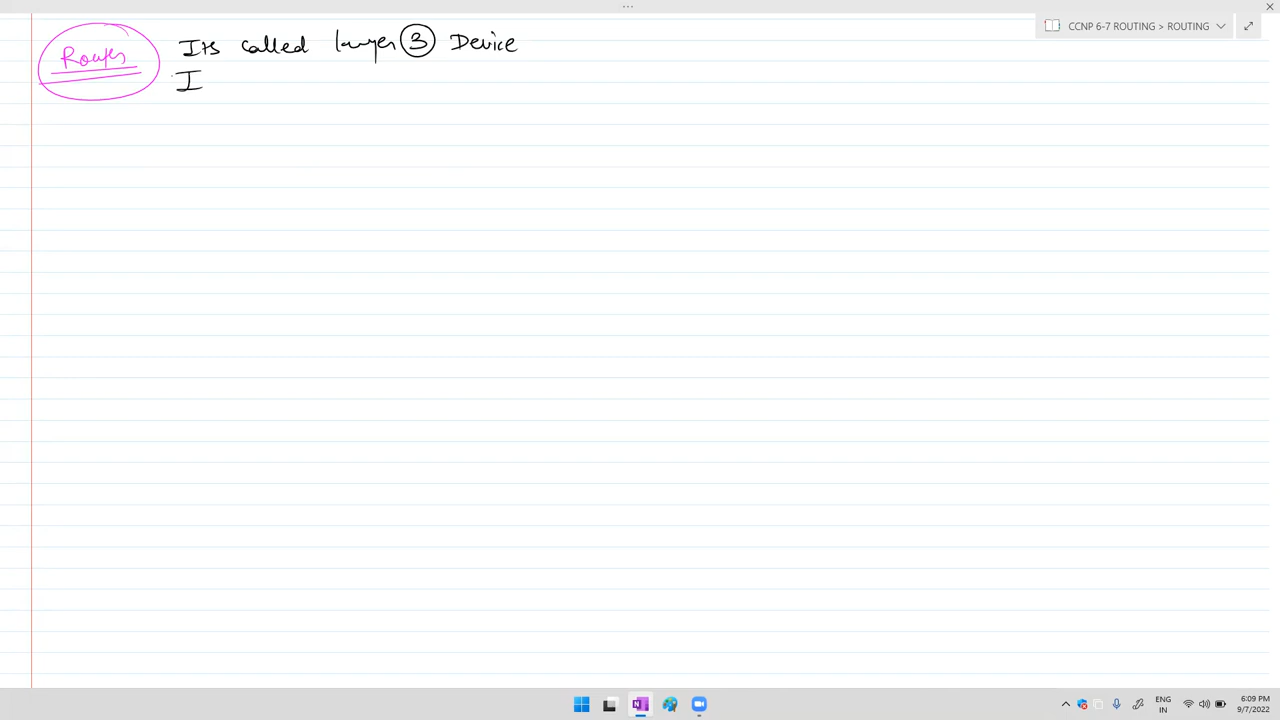 CCNP 6-7 ROUTING > ROUTING
Router Its called layer 3 Device
I
ENG 6:09 PM
IN 9/7/2022